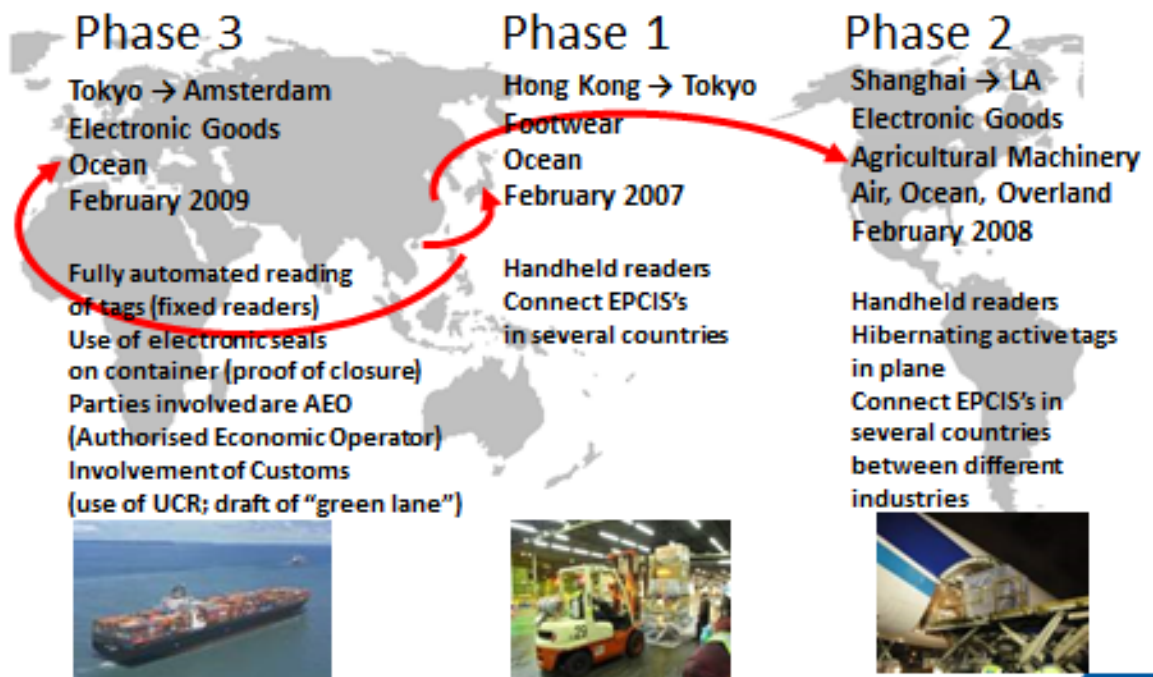 Phase 3
Tokyo → Amsterdam
Electronic Goods
Ocean
February 2009
Fully automated reading
of tags (fixed readers)
Use of electronic seals
on container (proof of closure)
Parties involved are AEO
(Authorised Economic Operator)
Involvement of Customs
(use of UCR; draft of “green lane”)
Phase 1
Hong Kong → Tokyo
Footwear
Ocean
February 2007
Handheld readers
Connect EPCIS’s
in several countries
29
Phase 2
Shanghai → LA
Electronic Goods
Agricultural Machinery
Air, Ocean, Overland
February 2008
Handheld readers
Hibernating active tags
in plane
Connect EPCIS’s in
several countries
between different
industries